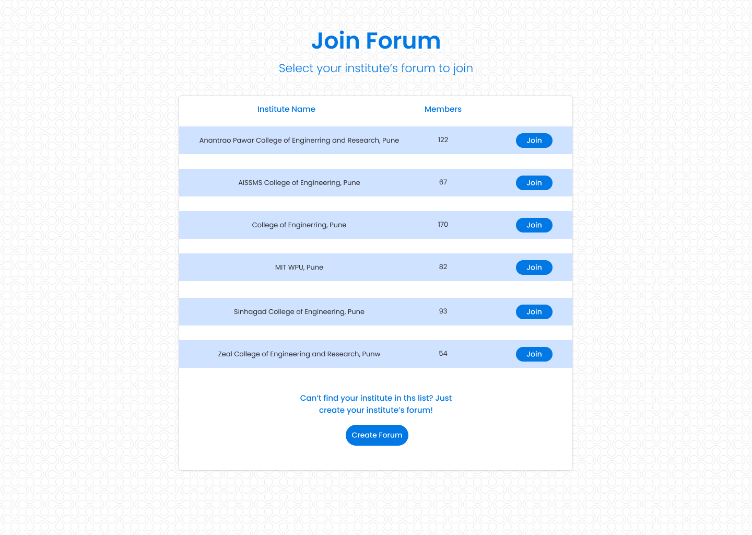 Join Forum
Select your institute's forum to join
Institute Name Members
Anantrao Pawar College of Enginerring and Research, Pune 122 Join
AISSMS College of Engineering, Pune 67 Join
College of Enginerring, Pune 170 Join
MIT WPU, Pune 82 Join
Sinhagad College of Engineering, Pune 93 Join
Zeal College of Engineering and Research, Punw 54 Join
Can't find your institute in ths list? Just
create your institute's forum!
Create Forum